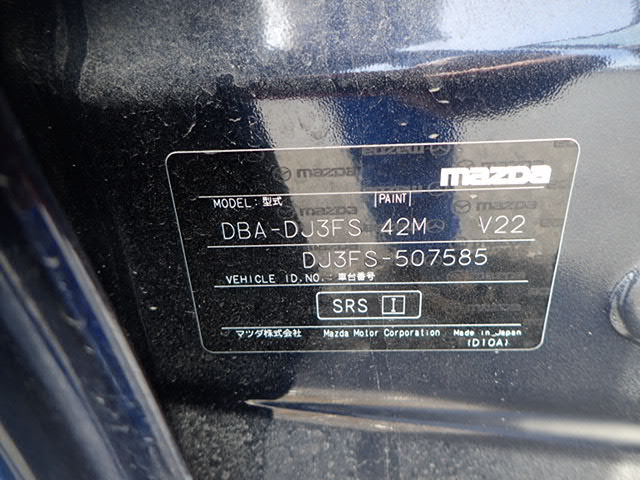 mazda
MODEL: 型式 PAINT
DBA-DJ3FS 42M V22
DJ3FS-507585
VEHICLE ID.NO.: 車台番号
SRS I
マツダ株式会社 Mazda Motor Corporation Made in Japan
(D10A)